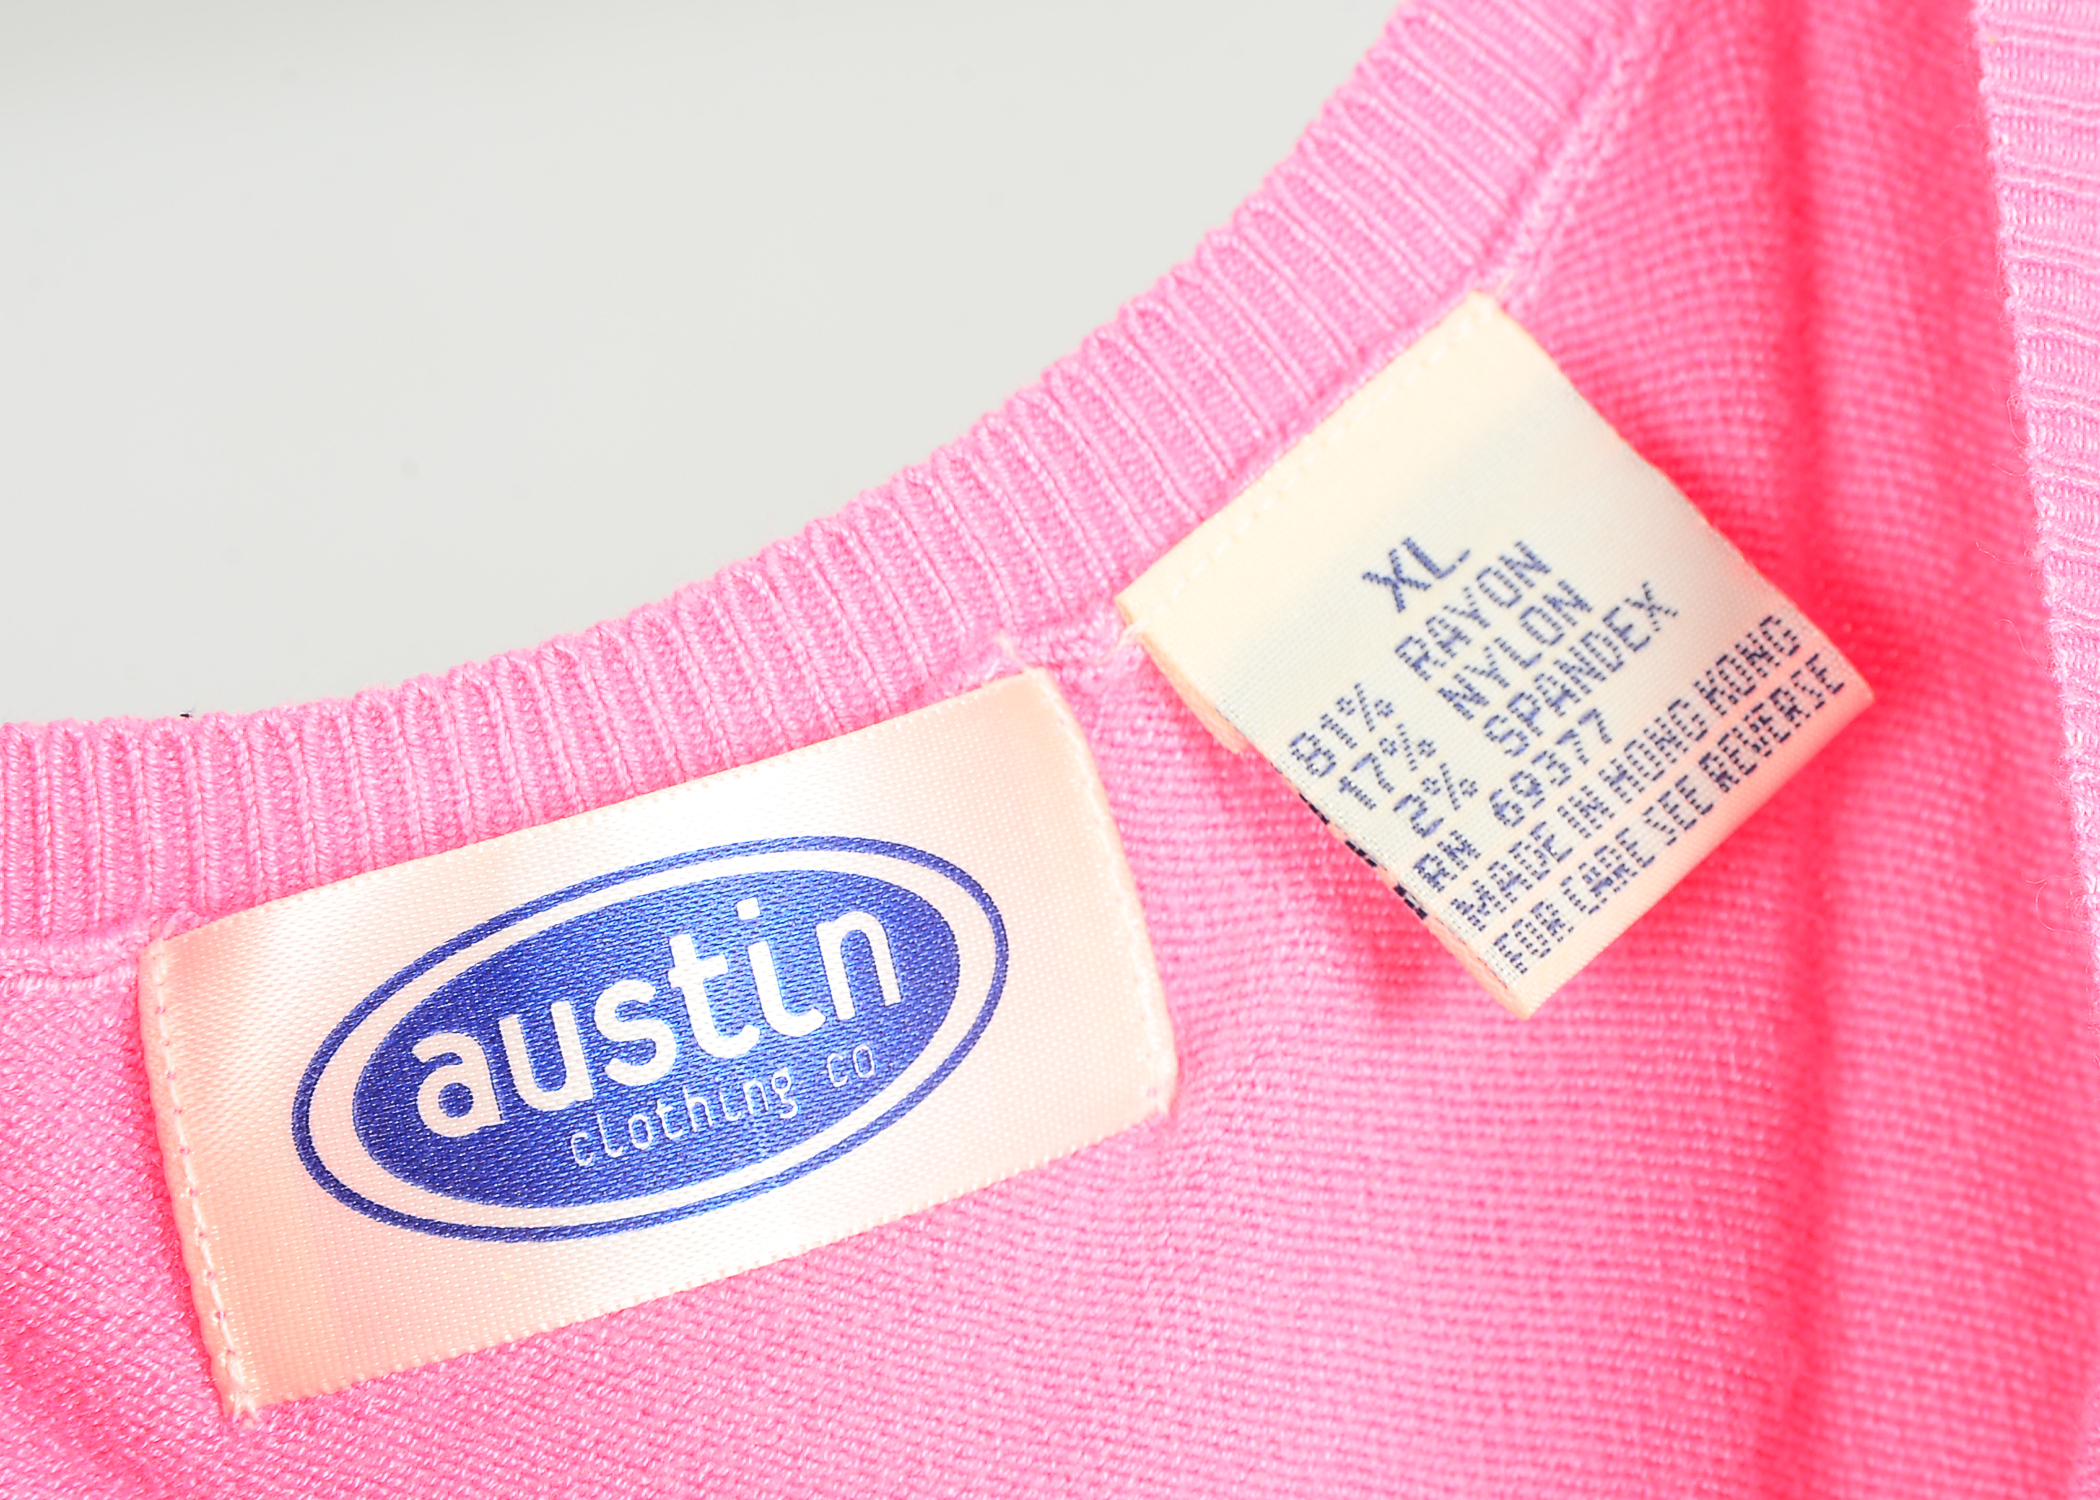 austin
clothing co
XL
81% RAYON
17% NYLON
2% SPANDEX
RN 69377
MADE IN HONG KONG
FOR CARE SEE REVERSE